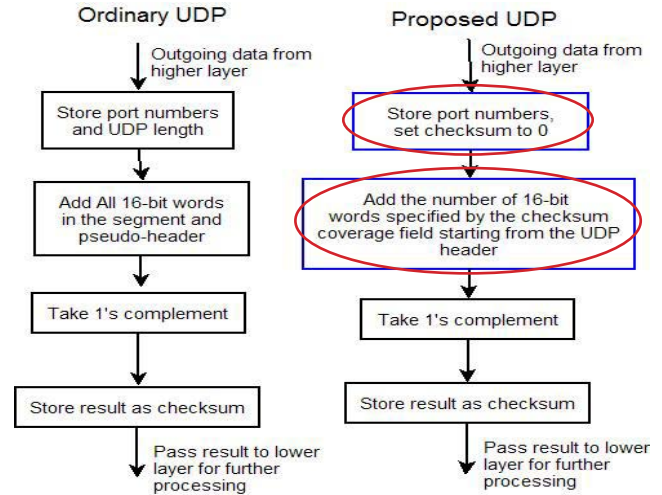 Ordinary UDP
Outgoing data from
higher layer
Store port numbers
and UDP length
Add All 16-bit words
in the segment and
pseudo-header
Take 1's complement
Store result as checksum
Pass result to lower
layer for further
processing
Proposed UDP
Outgoing data from
higher layer
Store port numbers,
set checksum to 0
Add the number of 16-bit
words specified by the checksum
coverage field starting from the UDP
header
Take 1's complement
Store result as checksum
Pass result to lower
layer for further
processing